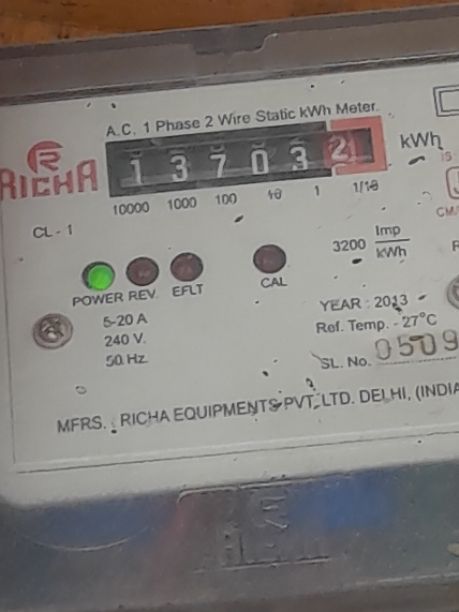 A.C. 1 Phase 2 Wire Static kWh Meter.
RICHA
1 3 7 0 3 2
kWh
10000 1000 100 10 1 1/10
IS
CL - 1
CM/
3200 Imp/kWh
POWER REV. EFLT CAL
5-20 A
240 V.
50 Hz.
YEAR : 2013
Ref. Temp. - 27°C
SL. No. 0509
MFRS. : RICHA EQUIPMENTS PVT. LTD. DELHI, (INDIA